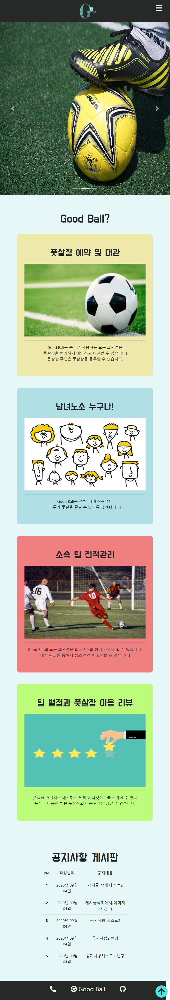 G
APSROK
predito
Star
Good Ball?
풋살장 예약 및 대관
Good Ball은 풋살을 사용하는 모든 회원들은
풋살장을 편리하게 예약하고 대관할 수 있습니다!
풋살장 주인은 풋살장을 등록할 수 있습니다.
남녀노소 누구나!
Good Ball은 성별, 나이 상관없이
모두가 풋살을 즐길 수 있도록 장려합니다!
소속 팀 전적관리
16
10
Good Ball의 모든 회원들은 최대 3개의 팀에 가입을 할 수 있습니다!
매치 결과를 통해서 팀의 전적을 확인할 수 있습니다!
팀 별점과 풋살장 이용 리뷰
풋살장 매니저는 대관하는 팀의 에티켓점수를 평가할 수 있고
풋살을 이용한 팀은 풋살장의 이용후기를 남길 수 있습니다!
공지사항 게시판
No 작성날짜 공지내용
1 2020년 09월 게시글 삭제 테스트2
04일
2 2020년 09월 게시글삭제예시(이미지
04일 가 있음)
3 2020년 09월 공지사항 테스트3
04일
4 2020년 09월 공지사항2 변경
04일
5 2020년 09월 공지사항테스트1-변경
04일
Good Ball